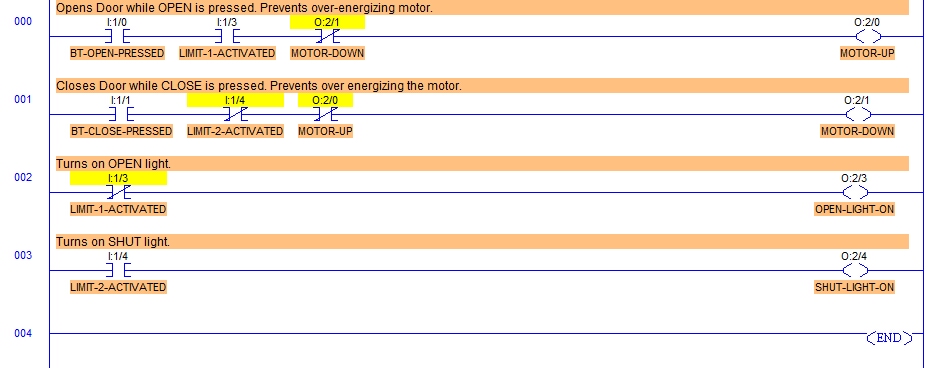 Opens Door while OPEN is pressed. Prevents over-energizing motor.
000 I:1/0 I:1/3 O:2/1 O:2/0
BT-OPEN-PRESSED LIMIT-1-ACTIVATED MOTOR-DOWN MOTOR-UP
Closes Door while CLOSE is pressed. Prevents over energizing the motor.
001 I:1/1 I:1/4 O:2/0 O:2/1
BT-CLOSE-PRESSED LIMIT-2-ACTIVATED MOTOR-UP MOTOR-DOWN
Turns on OPEN light.
002 I:1/3 O:2/3
LIMIT-1-ACTIVATED OPEN-LIGHT-ON
Turns on SHUT light.
003 I:1/4 O:2/4
LIMIT-2-ACTIVATED SHUT-LIGHT-ON
004 END